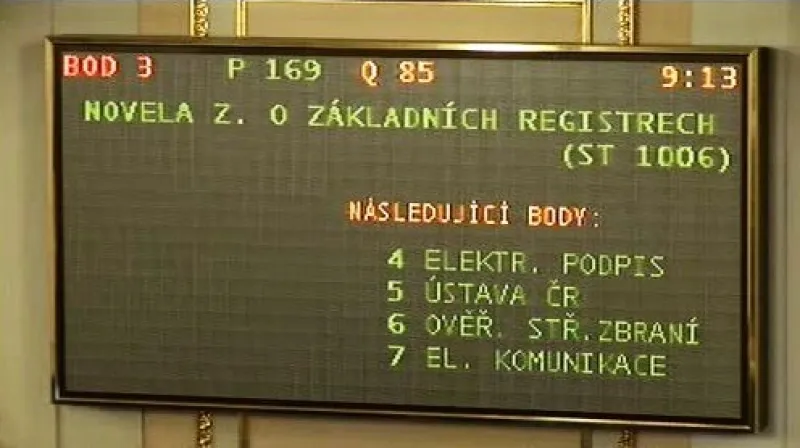 BOD 3 P 169 Q 85 9:13
NOVELA Z. O ZÁKLADNÍCH REGISTRECH
(ST 1006)
NÁSLEDUJÍCÍ BODY:
4 ELEKTR. PODPIS
5 ÚSTAVA ČR
6 OVĚŘ. STŘ.ZBRANÍ
7 EL. KOMUNIKACE